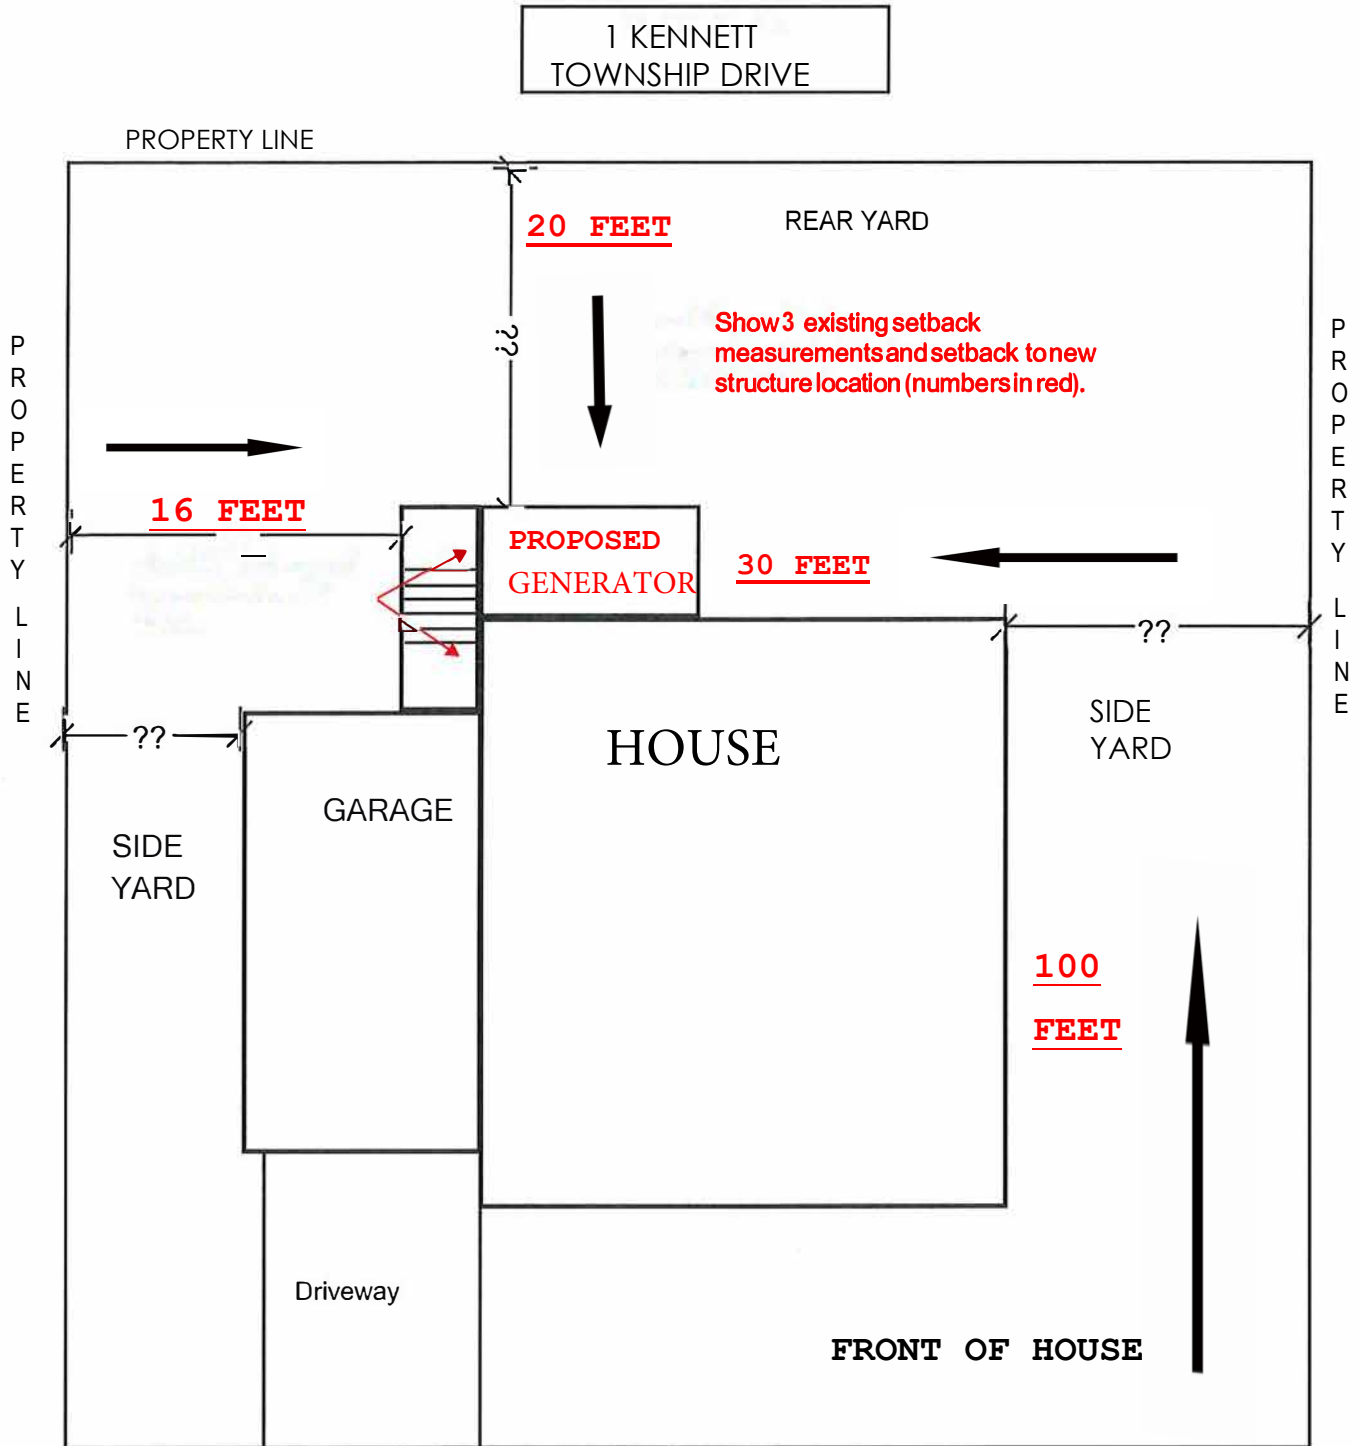 1 KENNETT
TOWNSHIP DRIVE
PROPERTY LINE
20 FEET
REAR YARD
??
Show 3 existing setback
measurements and setback to new
structure location (numbers in red).
PROPERTY LINE
PROPERTY LINE
16 FEET
PROPOSED
GENERATOR
30 FEET
??
??
SIDE
YARD
HOUSE
GARAGE
SIDE
YARD
100
FEET
Driveway
FRONT OF HOUSE